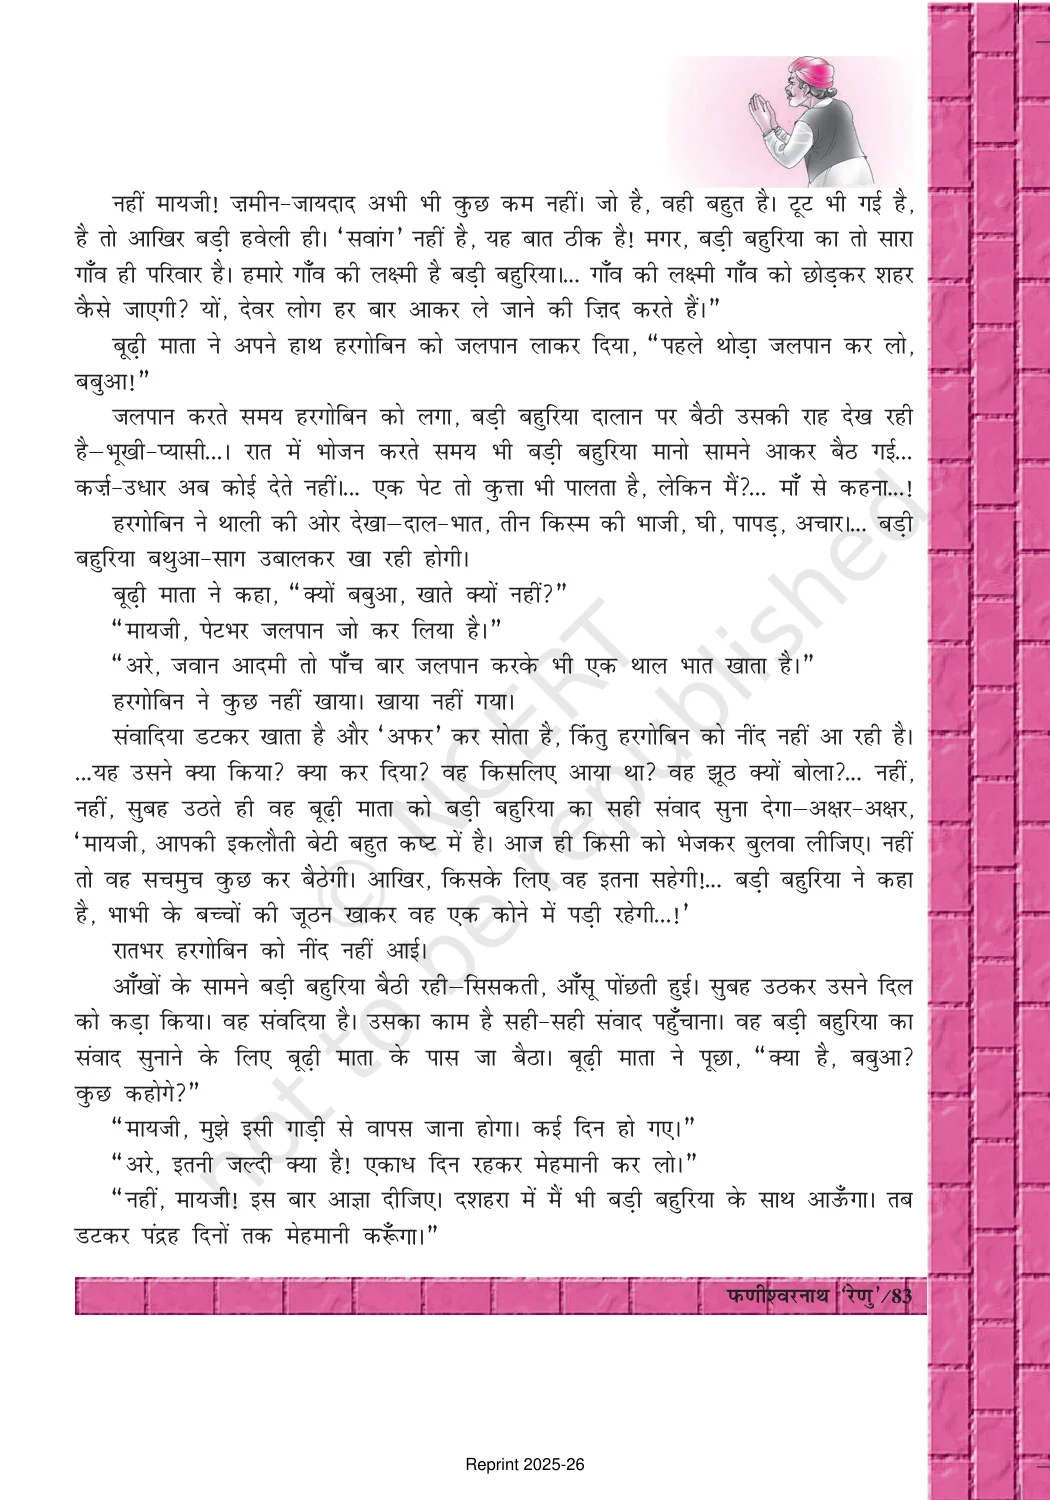 नहीं मायजी! ज़मीन-जायदाद अभी भी कुछ कम नहीं। जो है, वही बहुत है। टूट भी गई है,
है तो आखिर बड़ी हवेली ही। ‘सवांग’ नहीं है, यह बात ठीक है! मगर, बड़ी बहुरिया का तो सारा
गाँव ही परिवार है। हमारे गाँव की लक्ष्मी है बड़ी बहुरिया।... गाँव की लक्ष्मी गाँव को छोड़कर शहर
कैसे जाएगी? यों, देवर लोग हर बार आकर ले जाने की ज़िद करते हैं।”
बूढ़ी माता ने अपने हाथ हरगोबिन को जलपान लाकर दिया, “पहले थोड़ा जलपान कर लो,
बबुआ!”
जलपान करते समय हरगोबिन को लगा, बड़ी बहुरिया दालान पर बैठी उसकी राह देख रही
है–भूखी-प्यासी...। रात में भोजन करते समय भी बड़ी बहुरिया मानो सामने आकर बैठ गई...
कर्ज़-उधार अब कोई देते नहीं।... एक पेट तो कुत्ता भी पालता है, लेकिन मैं?... माँ से कहना...!
हरगोबिन ने थाली की ओर देखा–दाल-भात, तीन किस्म की भाजी, घी, पापड़, अचार।... बड़ी
बहुरिया बथुआ-साग उबालकर खा रही होगी।
बूढ़ी माता ने कहा, “क्यों बबुआ, खाते क्यों नहीं?”
“मायजी, पेटभर जलपान जो कर लिया है।”
“अरे, जवान आदमी तो पाँच बार जलपान करके भी एक थाल भात खाता है।”
हरगोबिन ने कुछ नहीं खाया। खाया नहीं गया।
संवादिया डटकर खाता है और ‘अफर’ कर सोता है, किंतु हरगोबिन को नींद नहीं आ रही है।
...यह उसने क्या किया? क्या कर दिया? वह किसलिए आया था? वह झूठ क्यों बोला?... नहीं,
नहीं, सुबह उठते ही वह बूढ़ी माता को बड़ी बहुरिया का सही संवाद सुना देगा–अक्षर-अक्षर,
‘मायजी, आपकी इकलौती बेटी बहुत कष्ट में है। आज ही किसी को भेजकर बुलवा लीजिए। नहीं
तो वह सचमुच कुछ कर बैठेगी। आखिर, किसके लिए वह इतना सहेगी!... बड़ी बहुरिया ने कहा
है, भाभी के बच्चों की जूठन खाकर वह एक कोने में पड़ी रहेगी...!’
रातभर हरगोबिन को नींद नहीं आई।
आँखों के सामने बड़ी बहुरिया बैठी रही–सिसकती, आँसू पोंछती हुई। सुबह उठकर उसने दिल
को कड़ा किया। वह संवदिया है। उसका काम है सही-सही संवाद पहुँचाना। वह बड़ी बहुरिया का
संवाद सुनाने के लिए बूढ़ी माता के पास जा बैठा। बूढ़ी माता ने पूछा, “क्या है, बबुआ?
कुछ कहोगे?”
“मायजी, मुझे इसी गाड़ी से वापस जाना होगा। कई दिन हो गए।”
“अरे, इतनी जल्दी क्या है! एकाध दिन रहकर मेहमानी कर लो।”
“नहीं, मायजी! इस बार आज्ञा दीजिए। दशहरा में मैं भी बड़ी बहुरिया के साथ आऊँगा। तब
डटकर पंद्रह दिनों तक मेहमानी करूँगा।”
फणीश्वरनाथ ‘रेणु’/83
© NCERT
not to be republished
Reprint 2025-26